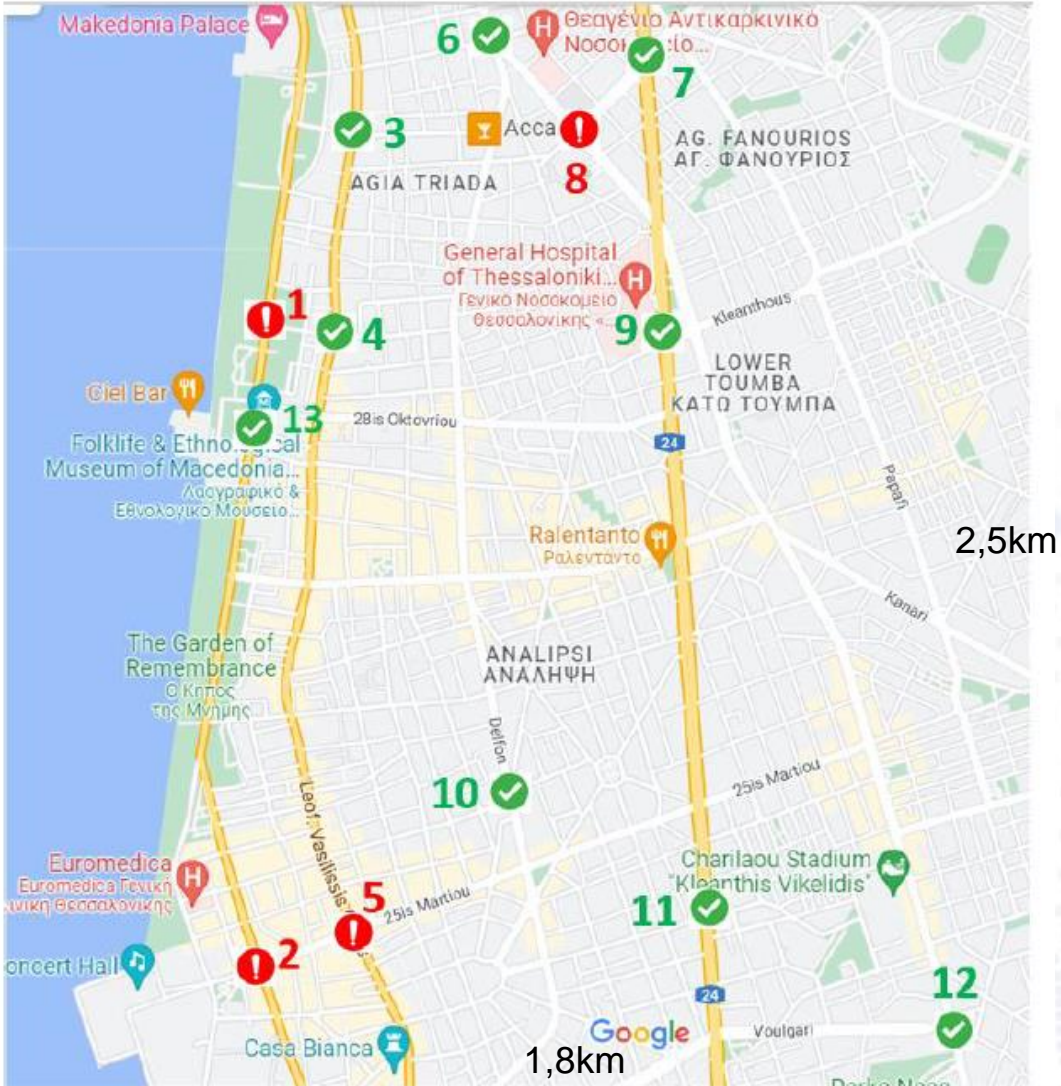 Makedonia Palace
6
Θεαγένιο Αντικαρκινικό
7
3
Acca
8
AG. FANOURIOS
ΑΓ. ΦΑΝΟΥΡΙΟΣ
AGIA TRIADA
General Hospital
of Thessaloniki...
Γενικό Νοσοκομείο
Θεσσαλονίκης «...
1
4
9
Kleanthous
LOWER
TOUMBA
ΚΑΤΩ ΤΟΥΜΠΑ
Ciel Bar
13
28is Oktovriou
24
Folklife & Ethnological
Museum of Macedonia...
Λαογραφικό &
Εθνολογικό Μουσείο...
Papafi
Ralentanto
Ραλεντάντο
2,5km
Kanari
The Garden of
Remembrance
Ο Κήπος
της Μνήμης
ANALIPSI
ΑΝΑΛΗΨΗ
Delfon
10
25is Martiou
Leof. Vasilissis
Euromedica
Euromedica Γενική
Θεσσαλονίκης
5
25is Martiou
Charilaou Stadium
"Kleanthis Vikelidis"
11
2
oncert Hall
24
12
Casa Bianca
Google
Voulgari
1,8km